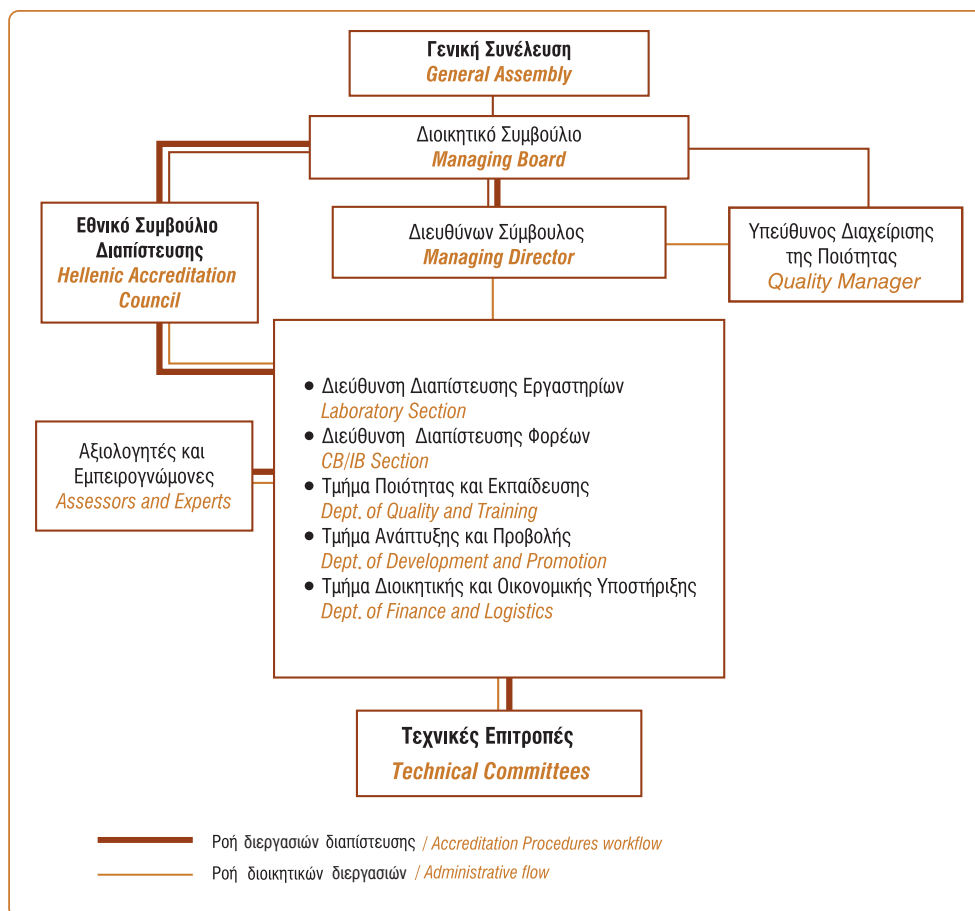 Γενική Συνέλευση
General Assembly
Διοικητικό Συμβούλιο
Managing Board
Εθνικό Συμβούλιο
Διαπίστευσης
Hellenic Accreditation
Council
Διευθύνων Σύμβουλος
Managing Director
Υπεύθυνος Διαχείρισης
της Ποιότητας
Quality Manager
• Διεύθυνση Διαπίστευσης Εργαστηρίων
Laboratory Section
• Διεύθυνση Διαπίστευσης Φορέων
CB/IB Section
• Τμήμα Ποιότητας και Εκπαίδευσης
Dept. of Quality and Training
• Τμήμα Ανάπτυξης και Προβολής
Dept. of Development and Promotion
• Τμήμα Διοικητικής και Οικονομικής Υποστήριξης
Dept. of Finance and Logistics
Αξιολογητές και
Εμπειρογνώμονες
Assessors and Experts
Τεχνικές Επιτροπές
Technical Committees
Ροή διεργασιών διαπίστευσης / Accreditation Procedures workflow
Ροή διοικητικών διεργασιών / Administrative flow